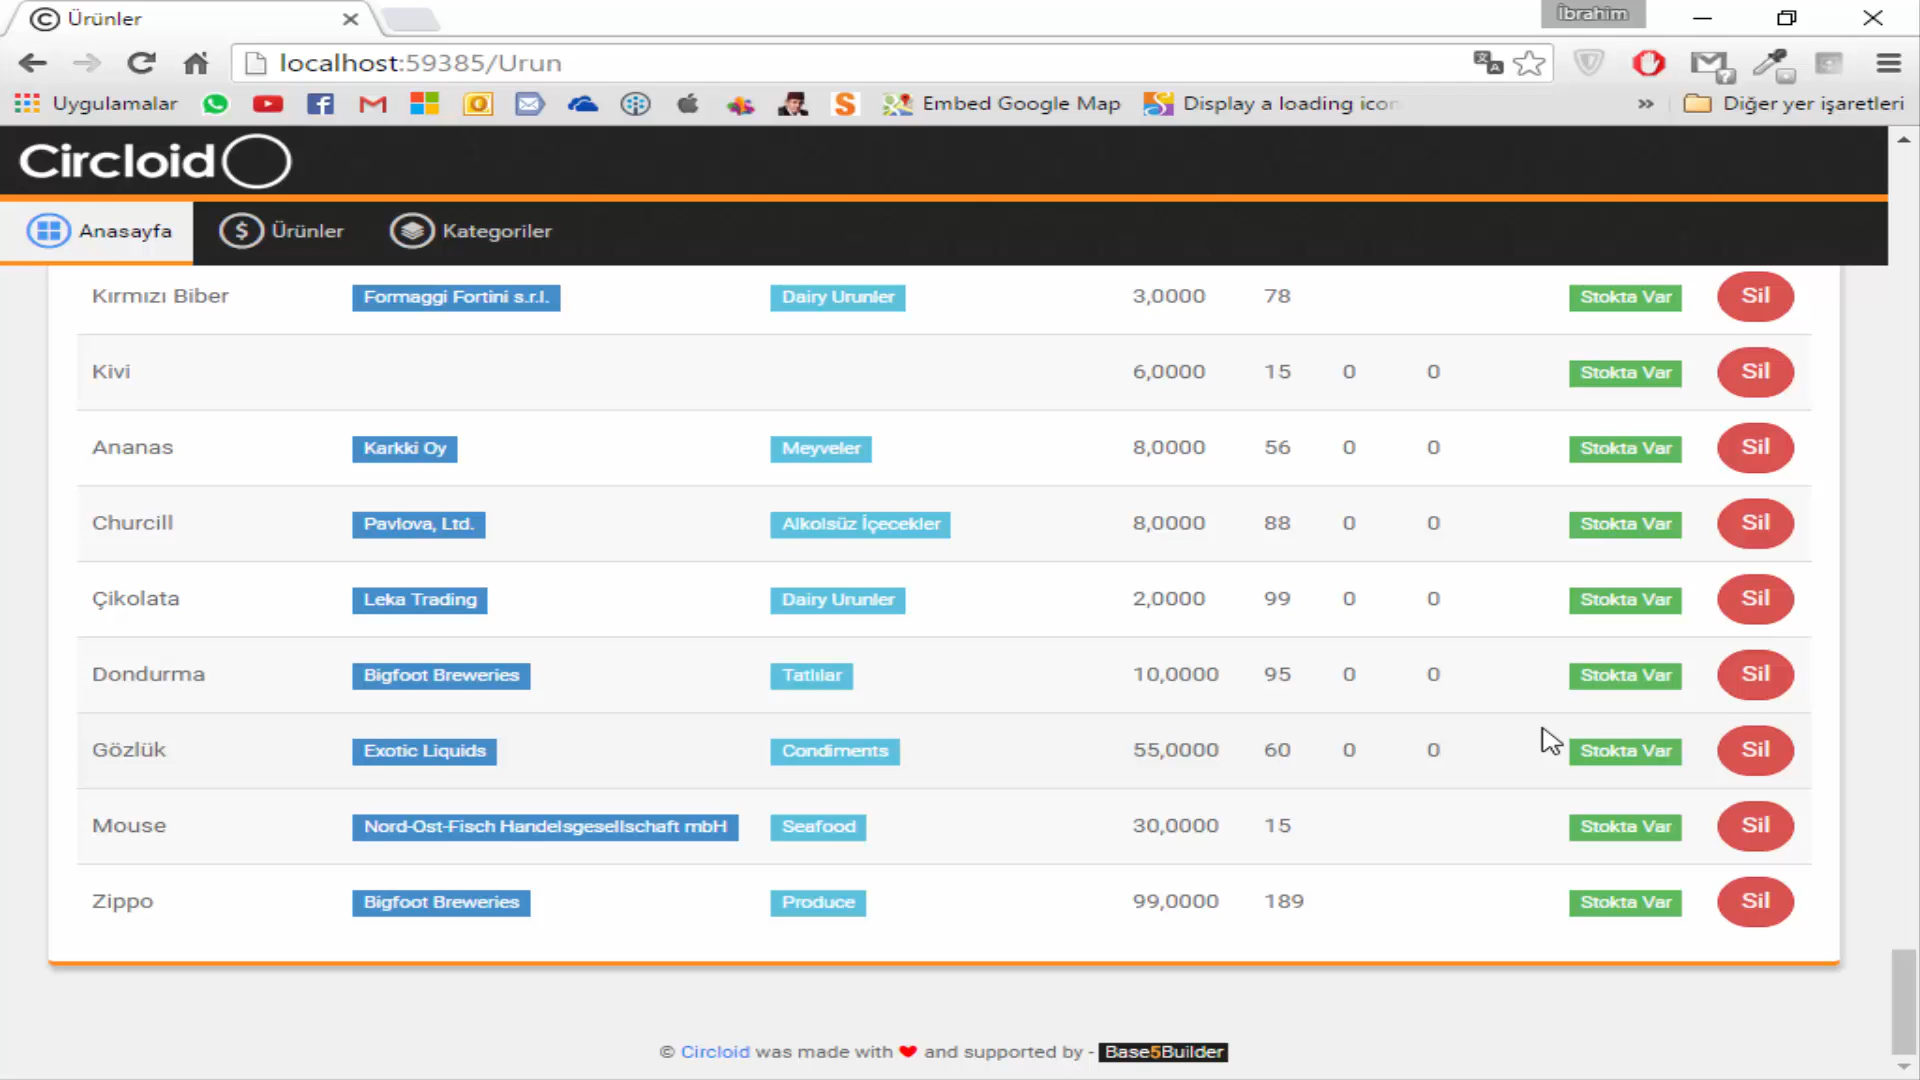 Ürünler
İbrahim
localhost:59385/Urun
Uygulamalar Embed Google Map Display a loading icon » Diğer yer işaretleri
Circloid
Anasayfa Ürünler Kategoriler
Kırmızı Biber Formaggi Fortini s.r.l. Dairy Urunler 3,0000 78 Stokta Var Sil
Kivi 6,0000 15 0 0 Stokta Var Sil
Ananas Karkki Oy Meyveler 8,0000 56 0 0 Stokta Var Sil
Churcill Pavlova, Ltd. Alkolsüz İçecekler 8,0000 88 0 0 Stokta Var Sil
Çikolata Leka Trading Dairy Urunler 2,0000 99 0 0 Stokta Var Sil
Dondurma Bigfoot Breweries Tatlılar 10,0000 95 0 0 Stokta Var Sil
Gözlük Exotic Liquids Condiments 55,0000 60 0 0 Stokta Var Sil
Mouse Nord-Ost-Fisch Handelsgesellschaft mbH Seafood 30,0000 15 Stokta Var Sil
Zippo Bigfoot Breweries Produce 99,0000 189 Stokta Var Sil
© Circloid was made with ❤ and supported by - Base5Builder